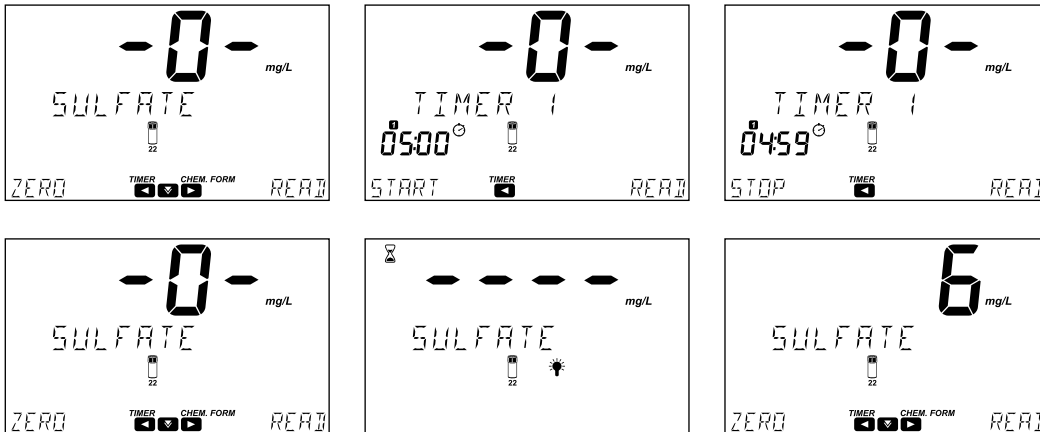 -0-
mg/L
SULFATE
22
TIMER CHEM. FORM
ZERO READ
-0-
mg/L
TIMER 1
1
05:00
22
TIMER
START READ
-0-
mg/L
TIMER 1
1
04:59
22
TIMER
STOP READ
-0-
mg/L
SULFATE
22
TIMER CHEM. FORM
ZERO READ
- - - -
mg/L
SULFATE
22
6
mg/L
SULFATE
22
TIMER CHEM. FORM
ZERO READ